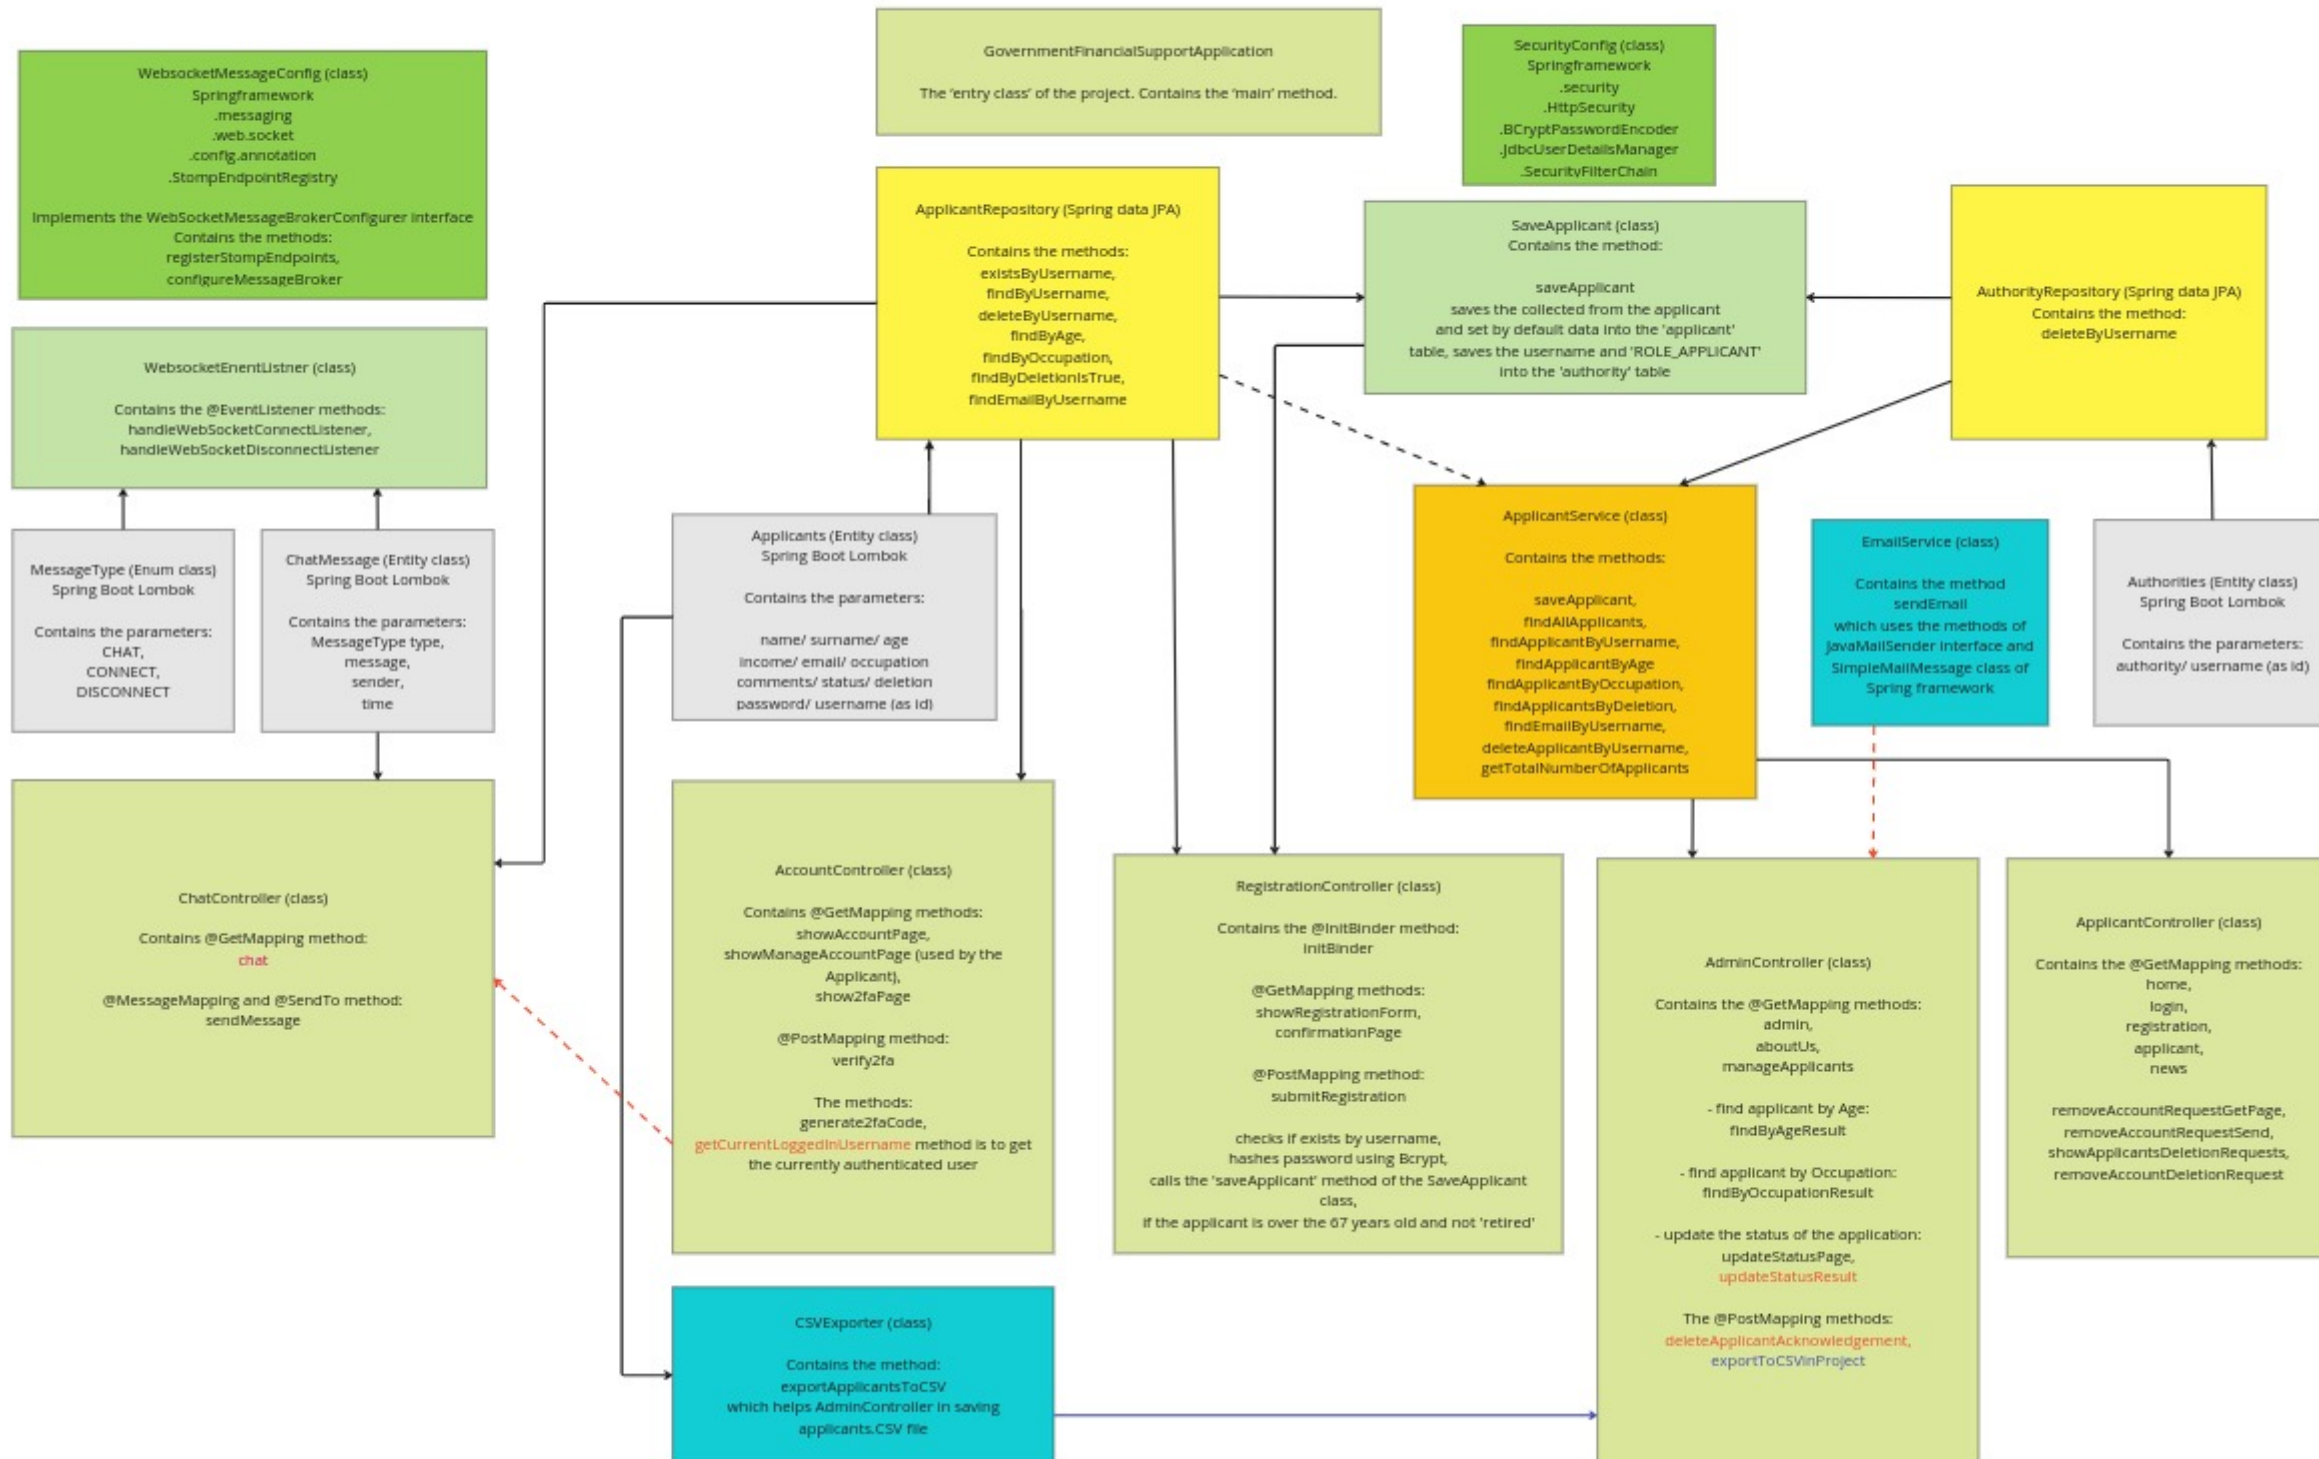 GovernmentFinancialSupportApplication
The 'entry class' of the project. Contains the 'main' method.
SecurityConfig (class)
Springframework
.security
.HttpSecurity
.BCryptPasswordEncoder
.JdbcUserDetailsManager
.SecurityFilterChain
WebsocketMessageConfig (class)
Springframework
.messaging
.web.socket
.config.annotation
.StompEndpointRegistry
Implements the WebSocketMessageBrokerConfigurer interface
Contains the methods:
registerStompEndpoints,
configureMessageBroker
ApplicantRepository (Spring data JPA)
Contains the methods:
existsByUsername,
findByUsername,
deleteByUsername,
findByAge,
findByOccupation,
findByDeletionIsTrue,
findEmailByUsername
SaveApplicant (class)
Contains the method:
saveApplicant
saves the collected from the applicant
and set by default data into the 'applicant'
table, saves the username and 'ROLE_APPLICANT'
into the 'authority' table
AuthorityRepository (Spring data JPA)
Contains the method:
deleteByUsername
WebsocketEnentListner (class)
Contains the @EventListener methods:
handleWebSocketConnectListener,
handleWebSocketDisconnectListener
MessageType (Enum class)
Spring Boot Lombok
Contains the parameters:
CHAT,
CONNECT,
DISCONNECT
ChatMessage (Entity class)
Spring Boot Lombok
Contains the parameters:
MessageType type,
message,
sender,
time
Applicants (Entity class)
Spring Boot Lombok
Contains the parameters:
name/ surname/ age
income/ email/ occupation
comments/ status/ deletion
password/ username (as id)
ApplicantService (class)
Contains the methods:
saveApplicant,
findAllApplicants,
findApplicantByUsername,
findApplicantByAge
findApplicantByOccupation,
findApplicantsByDeletion,
findEmailByUsername,
deleteApplicantByUsername,
getTotalNumberOfApplicants
EmailService (class)
Contains the method
sendEmail
which uses the methods of
JavaMailSender interface and
SimpleMailMessage class of
Spring framework
Authorities (Entity class)
Spring Boot Lombok
Contains the parameters:
authority/ username (as id)
ChatController (class)
Contains @GetMapping method:
chat
@MessageMapping and @SendTo method:
sendMessage
AccountController (class)
Contains @GetMapping methods:
showAccountPage,
showManageAccountPage (used by the
Applicant),
show2faPage
@PostMapping method:
verify2fa
The methods:
generate2faCode,
getCurrentLoggedInUsername method is to get
the currently authenticated user
RegistrationController (class)
Contains the @InitBinder method:
initBinder
@GetMapping methods:
showRegistrationForm,
confirmationPage
@PostMapping method:
submitRegistration
checks if exists by username,
hashes password using Bcrypt,
calls the 'saveApplicant' method of the SaveApplicant
class,
if the applicant is over the 67 years old and not 'retired'
AdminController (class)
Contains the @GetMapping methods:
admin,
aboutUs,
manageApplicants
- find applicant by Age:
findByAgeResult
- find applicant by Occupation:
findByOccupationResult
- update the status of the application:
updateStatusPage,
updateStatusResult
The @PostMapping methods:
deleteApplicantAcknowledgement,
exportToCSVinProject
ApplicantController (class)
Contains the @GetMapping methods:
home,
login,
registration,
applicant,
news
removeAccountRequestGetPage,
removeAccountRequestSend,
showApplicantsDeletionRequests,
removeAccountDeletionRequest
CSVExporter (class)
Contains the method:
exportApplicantsToCSV
which helps AdminController in saving
applicants.CSV file